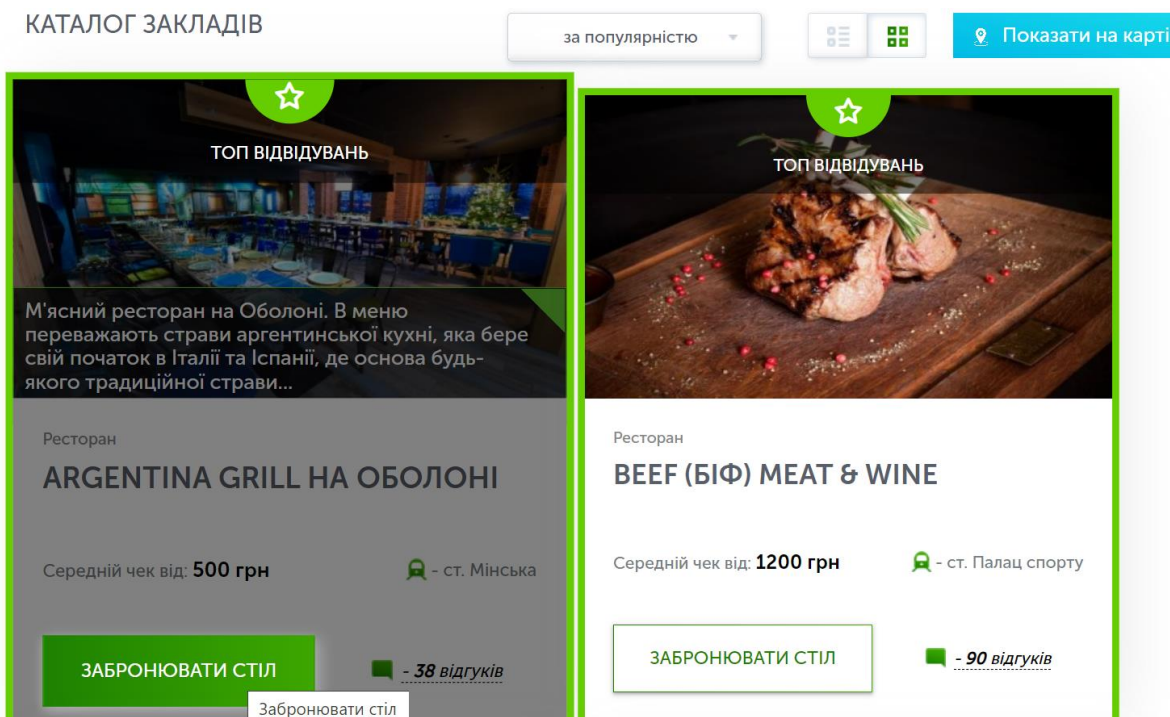 КАТАЛОГ ЗАКЛАДІВ
за популярністю
Показати на карті
ТОП ВІДВІДУВАНЬ
М'ясний ресторан на Оболоні. В меню
переважають страви аргентинської кухні, яка бере
свій початок в Італії та Іспанії, де основа будь-
якого традиційної страви...
Ресторан
ARGENTINA GRILL НА ОБОЛОНІ
Середній чек від: 500 грн
- ст. Мінська
ЗАБРОНЮВАТИ СТІЛ
- 38 відгуків
Забронювати стіл
ТОП ВІДВІДУВАНЬ
Ресторан
BEEF (БІФ) MEAT & WINE
Середній чек від: 1200 грн
- ст. Палац спорту
ЗАБРОНЮВАТИ СТІЛ
- 90 відгуків